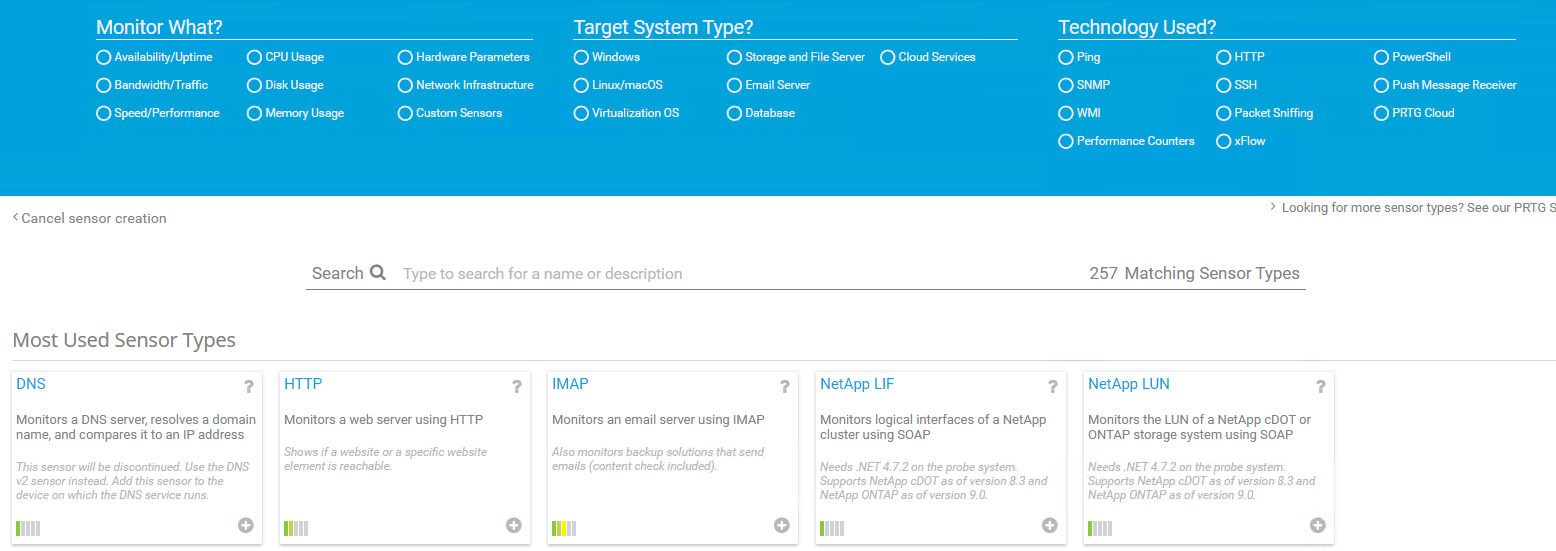 Monitor What?
Availability/Uptime
CPU Usage
Hardware Parameters
Bandwidth/Traffic
Disk Usage
Network Infrastructure
Speed/Performance
Memory Usage
Custom Sensors
Target System Type?
Windows
Storage and File Server
Cloud Services
Linux/macOS
Email Server
Virtualization OS
Database
Technology Used?
Ping
HTTP
PowerShell
SNMP
SSH
Push Message Receiver
WMI
Packet Sniffing
PRTG Cloud
Performance Counters
xFlow
Cancel sensor creation
Looking for more sensor types? See our PRTG S
Search
Type to search for a name or description
257 Matching Sensor Types
Most Used Sensor Types
DNS
?
Monitors a DNS server, resolves a domain
name, and compares it to an IP address
This sensor will be discontinued. Use the DNS
v2 sensor instead. Add this sensor to the
device on which the DNS service runs.
HTTP
?
Monitors a web server using HTTP
Shows if a website or a specific website
element is reachable.
IMAP
?
Monitors an email server using IMAP
Also monitors backup solutions that send
emails (content check included).
NetApp LIF
?
Monitors logical interfaces of a NetApp
cluster using SOAP
Needs .NET 4.7.2 on the probe system.
Supports NetApp cDOT as of version 8.3 and
NetApp ONTAP as of version 9.0.
NetApp LUN
?
Monitors the LUN of a NetApp cDOT or
ONTAP storage system using SOAP
Needs .NET 4.7.2 on the probe system.
Supports NetApp cDOT as of version 8.3 and
NetApp ONTAP as of version 9.0.